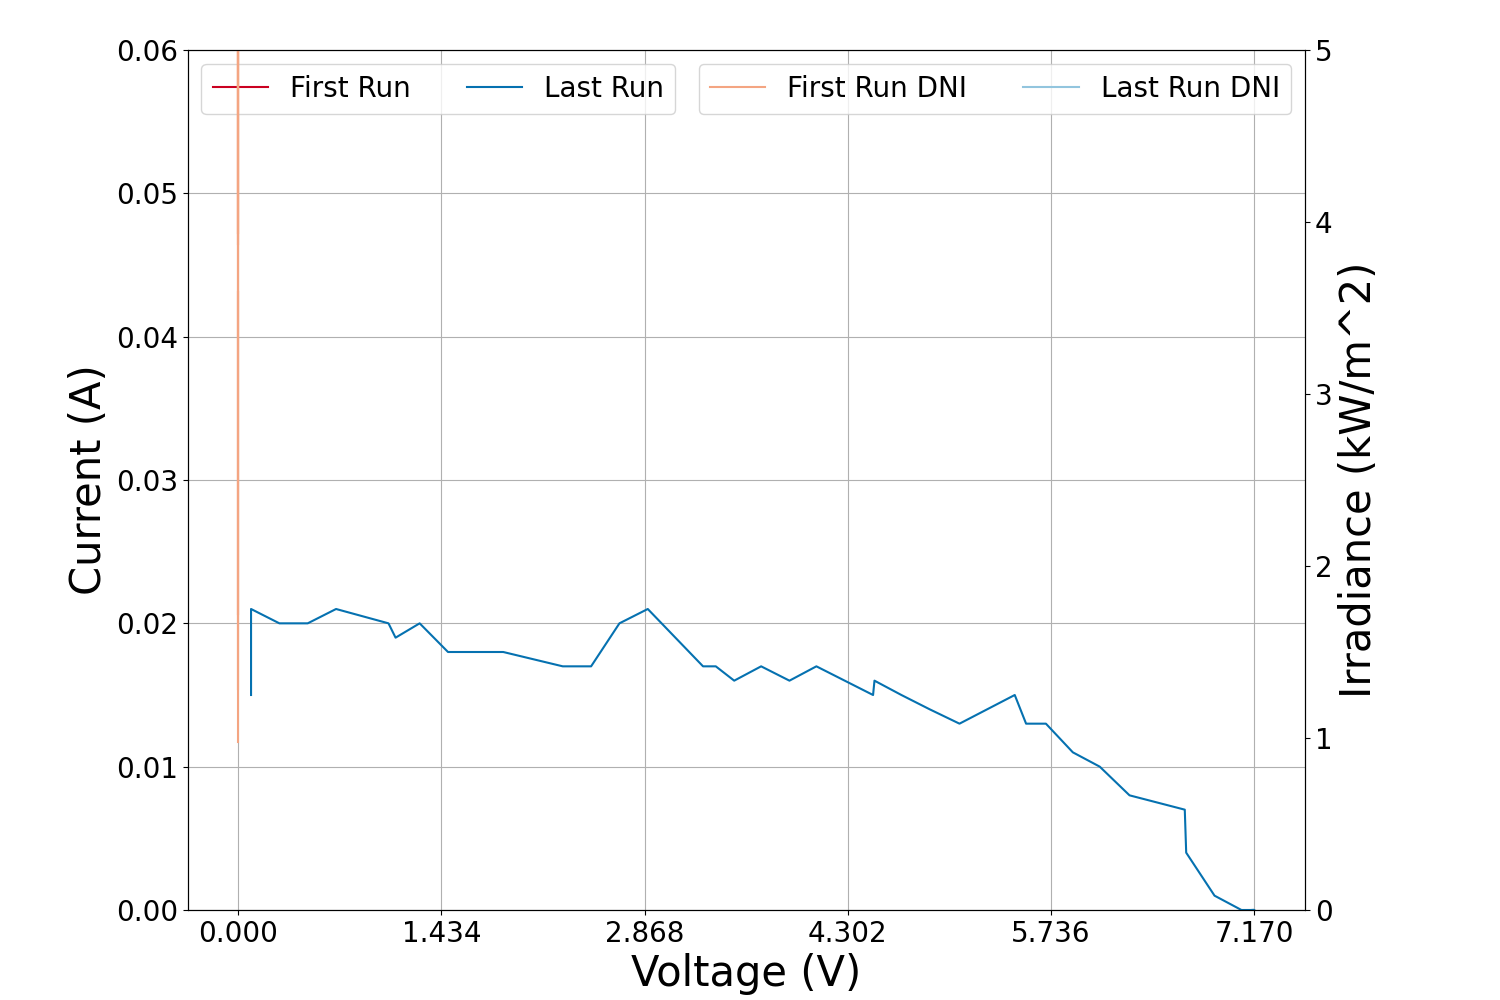 First Run
Last Run
First Run DNI
Last Run DNI
Current (A)
0.06
0.05
0.04
0.03
0.02
0.01
0.00
5
4
3
2
1
0
Irradiance (kW/m^2)
0.000 1.434 2.868 4.302 5.736 7.170
Voltage (V)